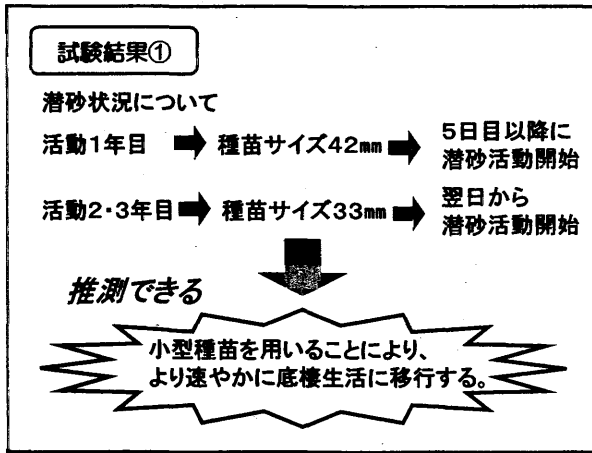 試験結果①
潜砂状況について
活動1年目 種苗サイズ42㎜ 5日目以降に
潜砂活動開始
活動2・3年目 種苗サイズ33㎜ 翌日から
潜砂活動開始
推測できる
小型種苗を用いることにより、
より速やかに底棲生活に移行する。